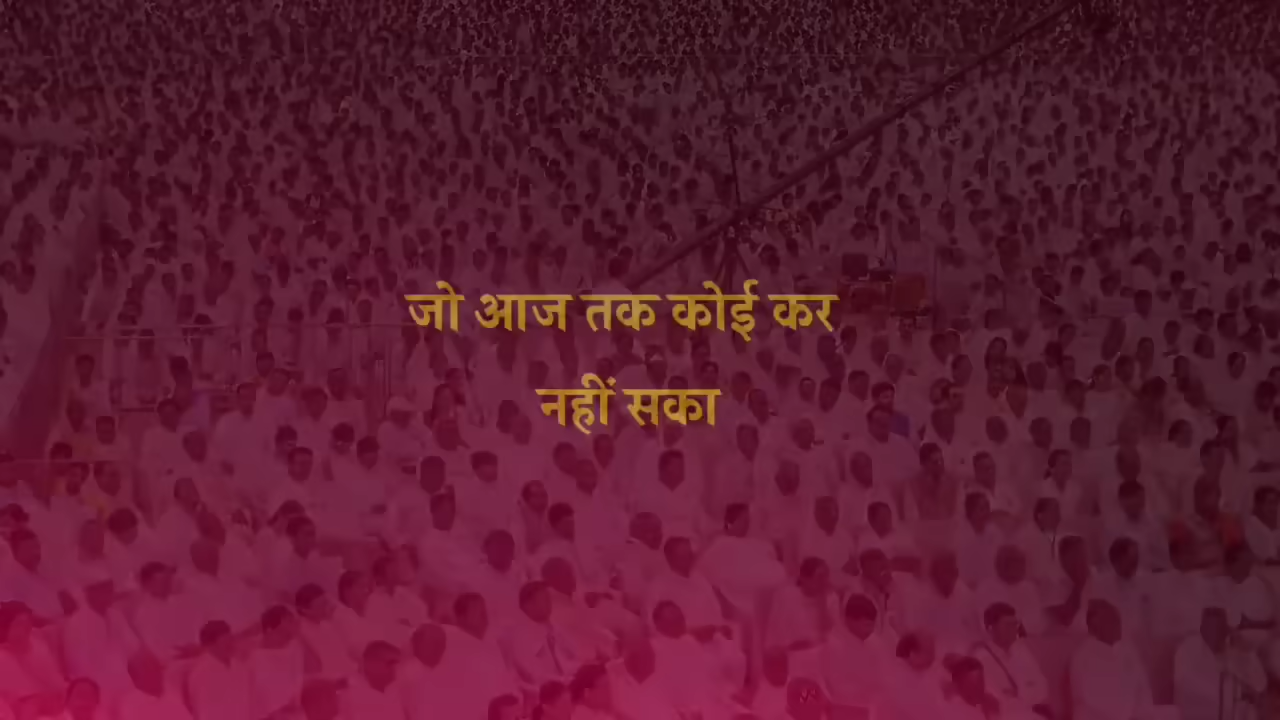 जो आज तक कोई कर
नहीं सका